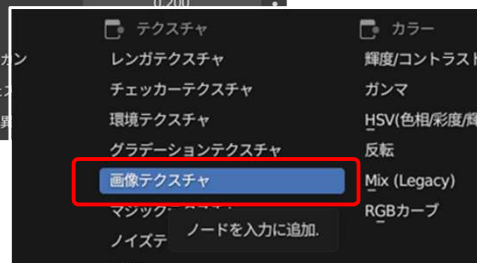 0.200
テクスチャ
レンガテクスチャ
チェッカーテクスチャ
環境テクスチャ
グラデーションテクスチャ
画像テクスチャ
ノードを入力に追加.
カラー
輝度/コントラスト
ガンマ
HSV(色相/彩度/輝
反転
Mix (Legacy)
RGBカーブ